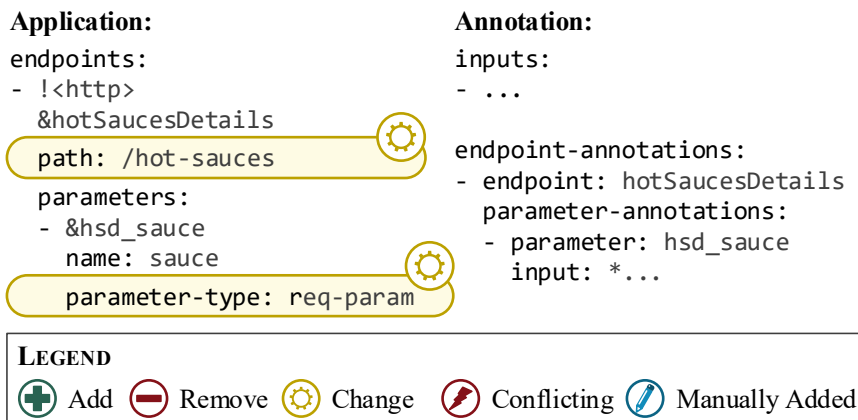 Application:
endpoints:
- !<http>
&hotSaucesDetails
path: /hot-sauces
parameters:
- &hsd_sauce
name: sauce
parameter-type: req-param
Annotation:
inputs:
- ...
endpoint-annotations:
- endpoint: hotSaucesDetails
parameter-annotations:
- parameter: hsd_sauce
input: *...
LEGEND
Add Remove Change Conflicting Manually Added